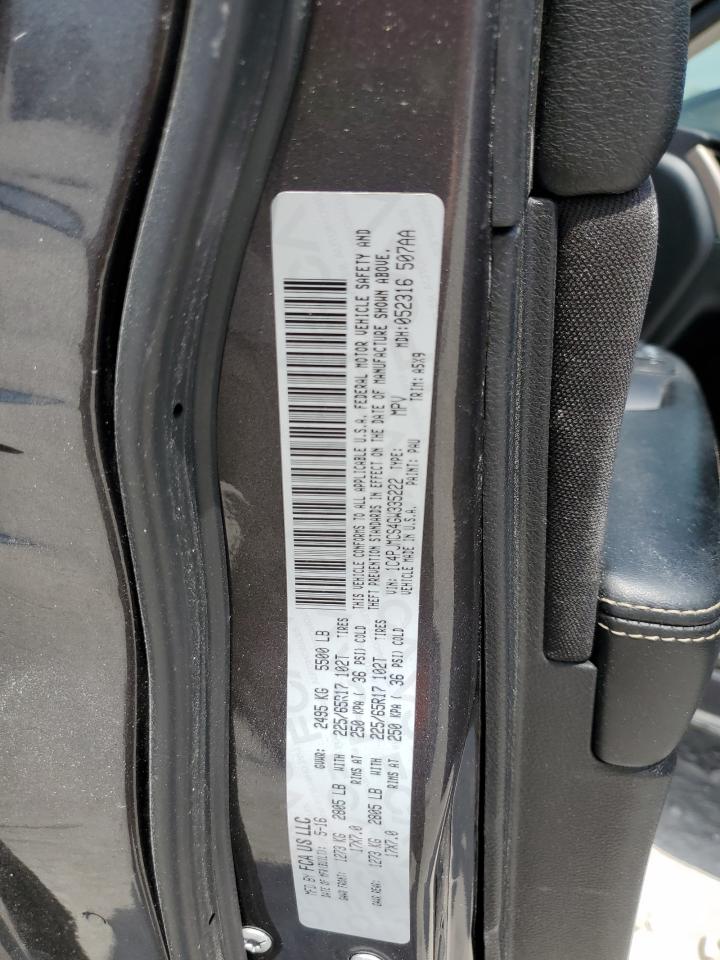 MFD BY FCA US LLC
DATE OF MFR(BUILT): 5-16 GVWR: 2495 KG 5500 LB
GAWR FRONT: 1273 KG 2805 LB WITH 225/65R17 102T TIRES
17X7.0 RIMS AT 250 KPA ( 36 PSI) COLD
GAWR REAR: 1273 KG 2805 LB WITH 225/65R17 102T TIRES
17X7.0 RIMS AT 250 KPA ( 36 PSI) COLD
THIS VEHICLE CONFORMS TO ALL APPLICABLE U.S.A. FEDERAL MOTOR VEHICLE SAFETY AND
THEFT PREVENTION STANDARDS IN EFFECT ON THE DATE OF MANUFACTURE SHOWN ABOVE.
VIN: 1C4PJMCS4GW335222 TYPE: MPV MDH:052316 507AA
VEHICLE MADE IN U.S.A. PAINT: PAU TRIM: A5X9